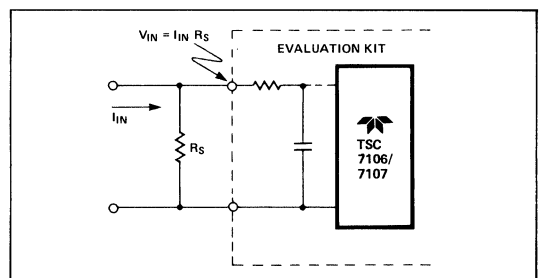 V_IN = I_IN R_S
EVALUATION KIT
I_IN
R_S
TSC
7106/
7107